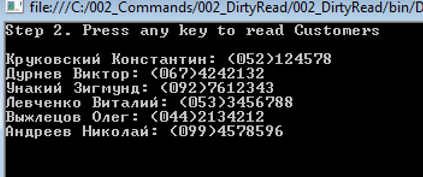 file:///C:/002_Commands/002_DirtyRead/002_DirtyRead/bin/D
Step 2. Press any key to read Customers
Круковский Константин: (052)124578
Дурнев Виктор: (067)4242132
Унакий Зигмунд: (092)7612343
Левченко Виталий: (053)3456788
Выжлецов Олег: (044)2134212
Андреев Николай: (099)4578596